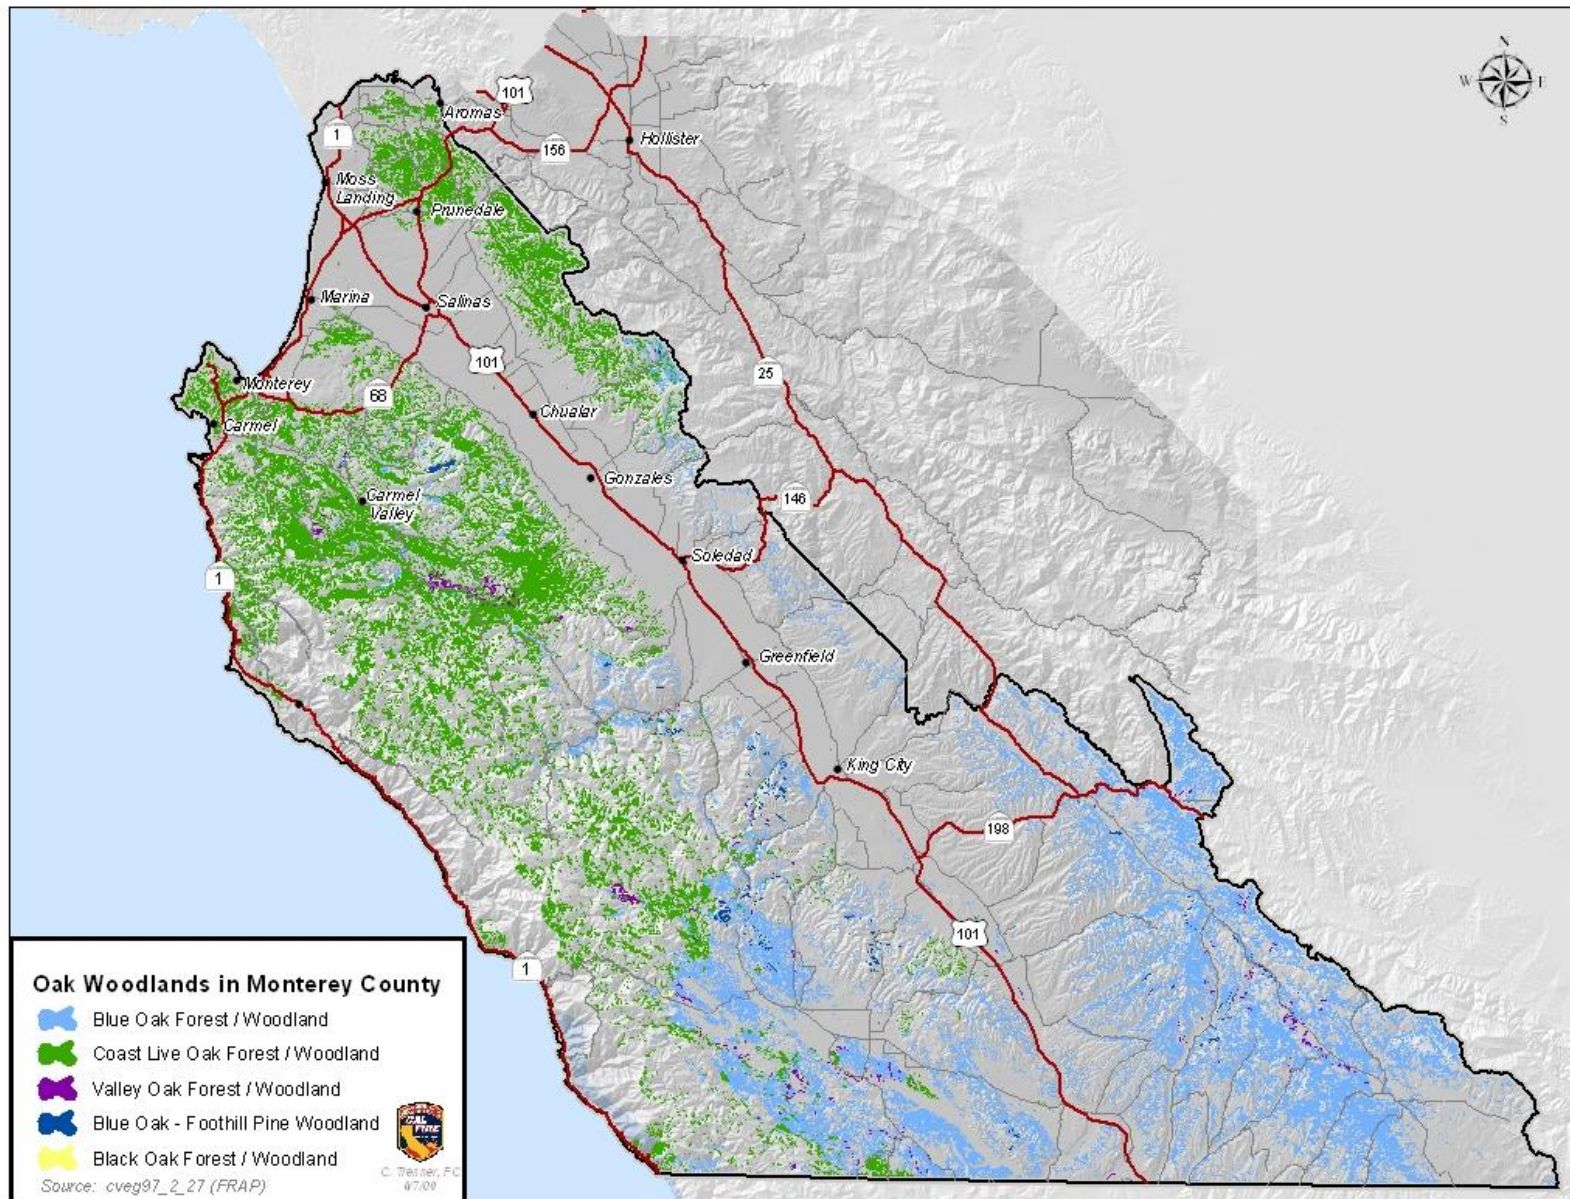 N
W E
S
101
Aromas
1
156
Hollister
Moss
Landing
Prunedale
Marina
Salinas
101
25
Monterey
68
Chualar
Carmel
Gonzales
Carmel
Valley
146
Soledad
1
Greenfield
King City
198
101
1
Oak Woodlands in Monterey County
Blue Oak Forest / Woodland
Coast Live Oak Forest / Woodland
Valley Oak Forest / Woodland
Blue Oak - Foothill Pine Woodland
Black Oak Forest / Woodland
CAL
FIRE
Source: cveg97_2_27 (FRAP)